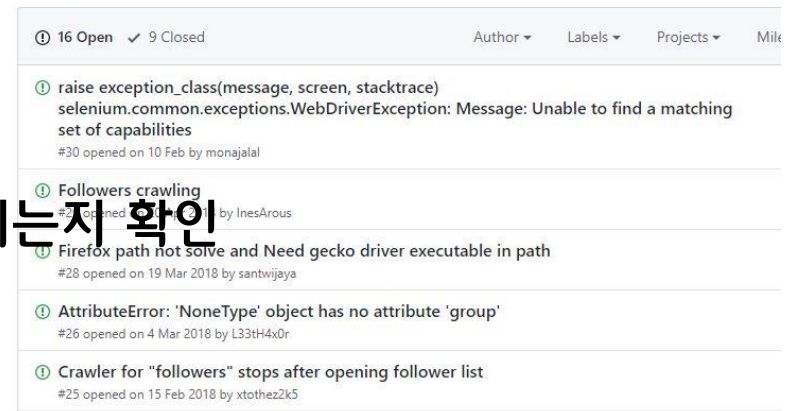 16 Open 9 Closed Author Labels Projects
raise exception_class(message, screen, stacktrace)
selenium.common.exceptions.WebDriverException: Message: Unable to find a matching
set of capabilities
#30 opened on 10 Feb by monajalal
Followers crawling
opened by InesArous
는지 확인
Firefox path not solve and Need gecko driver executable in path
#28 opened on 19 Mar 2018 by santwijaya
AttributeError: 'NoneType' object has no attribute 'group'
#26 opened on 4 Mar 2018 by L33tH4x0r
Crawler for "followers" stops after opening follower list
#25 opened on 15 Feb 2018 by xtothez2k5